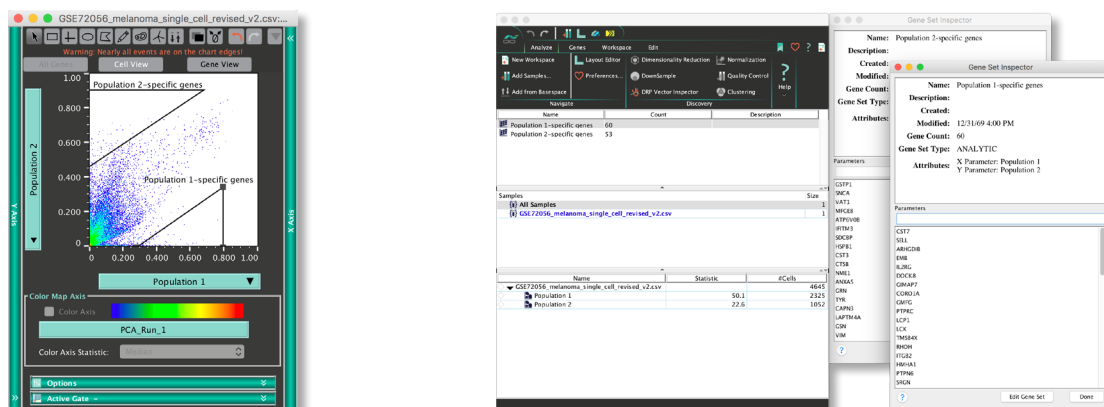 GSE72056_melanoma_single_cell_revised_v2.csv:...
Warning: Nearly all events are on the chart edges!
All Genes
Cell View
Gene View
1.00
Population 2-specific genes
0.800
0.600
Population 2
0.400
Population 1-specific genes
0.200
0
0
0.200
0.400
0.600
0.800
1.00
Y Axis
X Axis
Population 1
Color Map Axis
Color Axis
PCA_Run_1
Color Axis Statistic:
Median
Options
Active Gate -
Analyze
Genes
Workspace
Edit
New Workspace
Layout Editor
Dimensionality Reduction
Normalization
Add Samples...
Preferences...
DownSample
Quality Control
Add from Basespace
DRP Vector Inspector
Clustering
Help
Navigate
Discovery
Name
Count
Description
Population 1-specific genes
60
Population 2-specific genes
53
Samples
Size
All Samples
1
GSE72056_melanoma_single_cell_revised_v2.csv
1
Name
Statistic
#Cells
GSE72056_melanoma_single_cell_revised_v2.csv
4645
Population 1
50.1
2325
Population 2
22.6
1052
Gene Set Inspector
Name:
Population 2-specific genes
Description:
Created:
Modified:
Gene Count:
Gene Set Type:
Attributes:
Parameters
GSTP1
SNCA
VAT1
MFGE8
ATP6V0B
IFITM3
SDCBP
HSPB1
CST3
CTSB
NME1
ANXA5
GRN
TYR
CAPN3
LAPTM4A
GSN
VIM
?
Gene Set Inspector
Name:
Population 1-specific genes
Description:
Created:
Modified:
12/31/69 4:00 PM
Gene Count:
60
Gene Set Type:
ANALYTIC
Attributes:
X Parameter: Population 1
Y Parameter: Population 2
Parameters
CST7
SELL
ARHGDIB
EMB
IL2RG
DOCK8
GIMAP7
CORO1A
GMFG
PTPRC
LCP1
LCK
TMSB4X
RHOH
ITGB2
HMHA1
PTPN6
SRGN
?
Edit Gene Set
Done